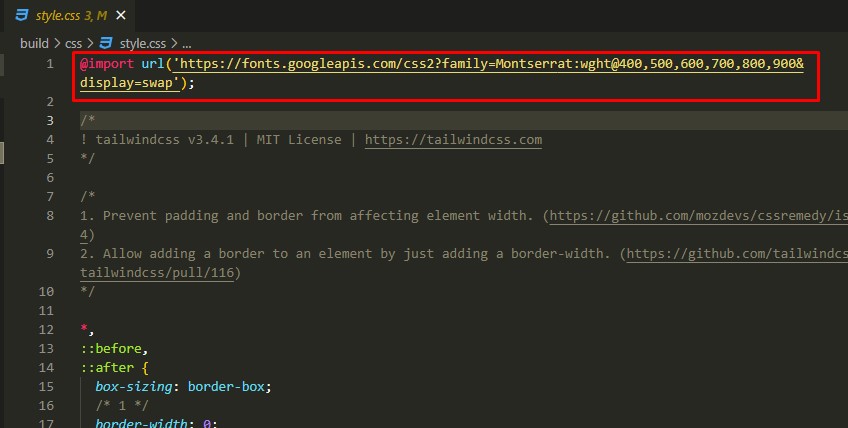 style.css 3, M
build > css > style.css > ...
1 @import url('https://fonts.googleapis.com/css2?family=Montserrat:wght@400,500,600,700,800,900&
display=swap');
2
3 /*
4 ! tailwindcss v3.4.1 | MIT License | https://tailwindcss.com
5 */
6
7 /*
8 1. Prevent padding and border from affecting element width. (https://github.com/mozdevs/cssremedy/is
4)
9 2. Allow adding a border to an element by just adding a border-width. (https://github.com/tailwindcs
tailwindcss/pull/116)
10 */
11
12 *,
13 ::before,
14 ::after {
15 box-sizing: border-box;
16 /* 1 */
17 border-width: 0;